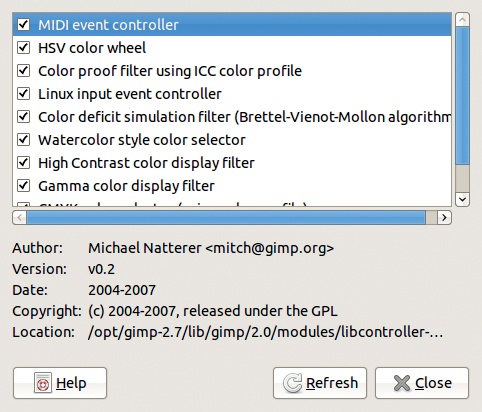 MIDI event controller
HSV color wheel
Color proof filter using ICC color profile
Linux input event controller
Color deficit simulation filter (Brettel-Vienot-Mollon algorithm
Watercolor style color selector
High Contrast color display filter
Gamma color display filter
Author: Michael Natterer <mitch@gimp.org>
Version: v0.2
Date: 2004-2007
Copyright: (c) 2004-2007, released under the GPL
Location: /opt/gimp-2.7/lib/gimp/2.0/modules/libcontroller-...
Help Refresh Close